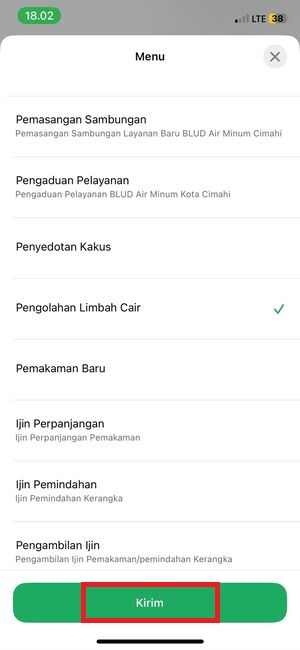 18.02
LTE 38
Menu
Pemasangan Sambungan
Pemasangan Sambungan Layanan Baru BLUD Air Minum Cimahi
Pengaduan Pelayanan
Pengaduan Pelayanan BLUD Air Minum Kota Cimahi
Penyedotan Kakus
Pengolahan Limbah Cair
Pemakaman Baru
Ijin Perpanjangan
Ijin Perpanjangan Pemakaman
Ijin Pemindahan
Ijin Pemindahan Kerangka
Pengambilan Ijin
Pengambilan Ijin Pemakaman/pemindahan Kerangka
Kirim